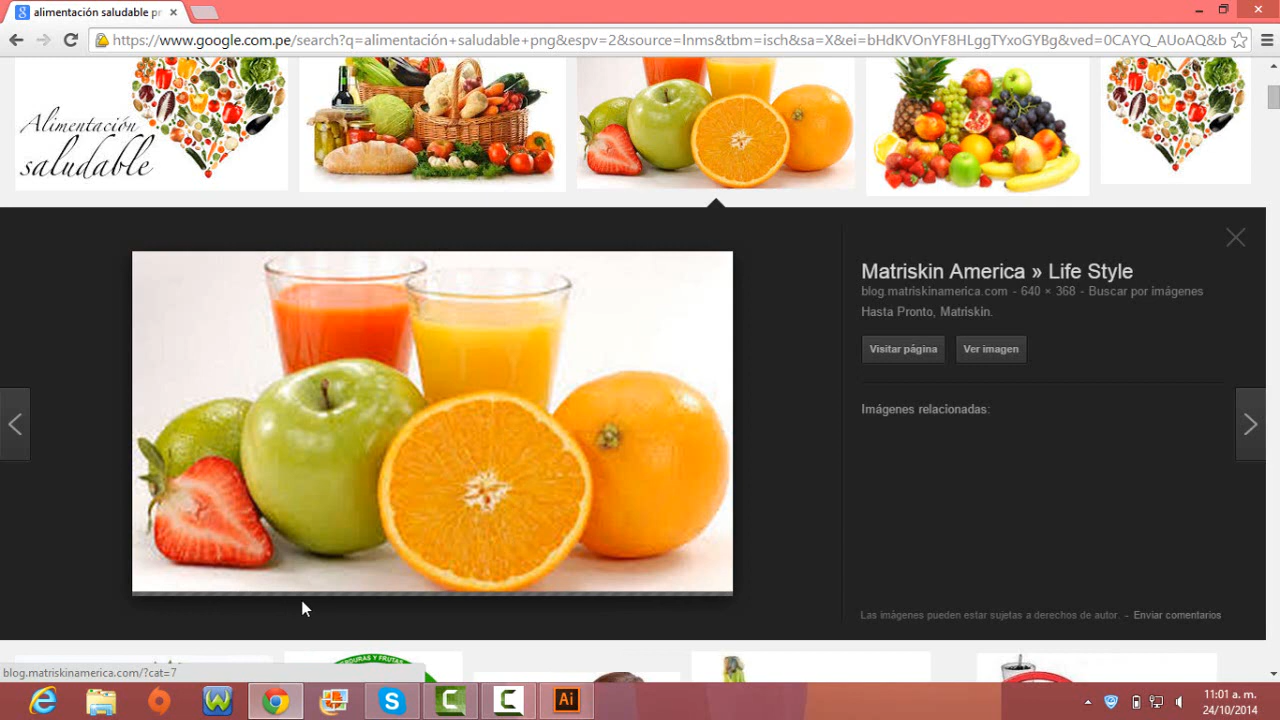 alimentación saludable pr
https://www.google.com.pe/search?q=alimentación+saludable+png&espv=2&source=lnms&tbm=isch&sa=X&ei=bHdKVOnYF8HLggTYxoGYBg&ved=0CAYQ_AUoAQ&b
Alimentación
saludable
Matriskin America » Life Style
blog.matriskinamerica.com - 640 × 368 - Buscar por imágenes
Hasta Pronto, Matriskin.
Visitar página
Ver imagen
Imágenes relacionadas:
Las imágenes pueden estar sujetas a derechos de autor. - Enviar comentarios
blog.matriskinamerica.com/?cat=7
Y FRUTAS
Ai
11:01 a. m.
24/10/2014